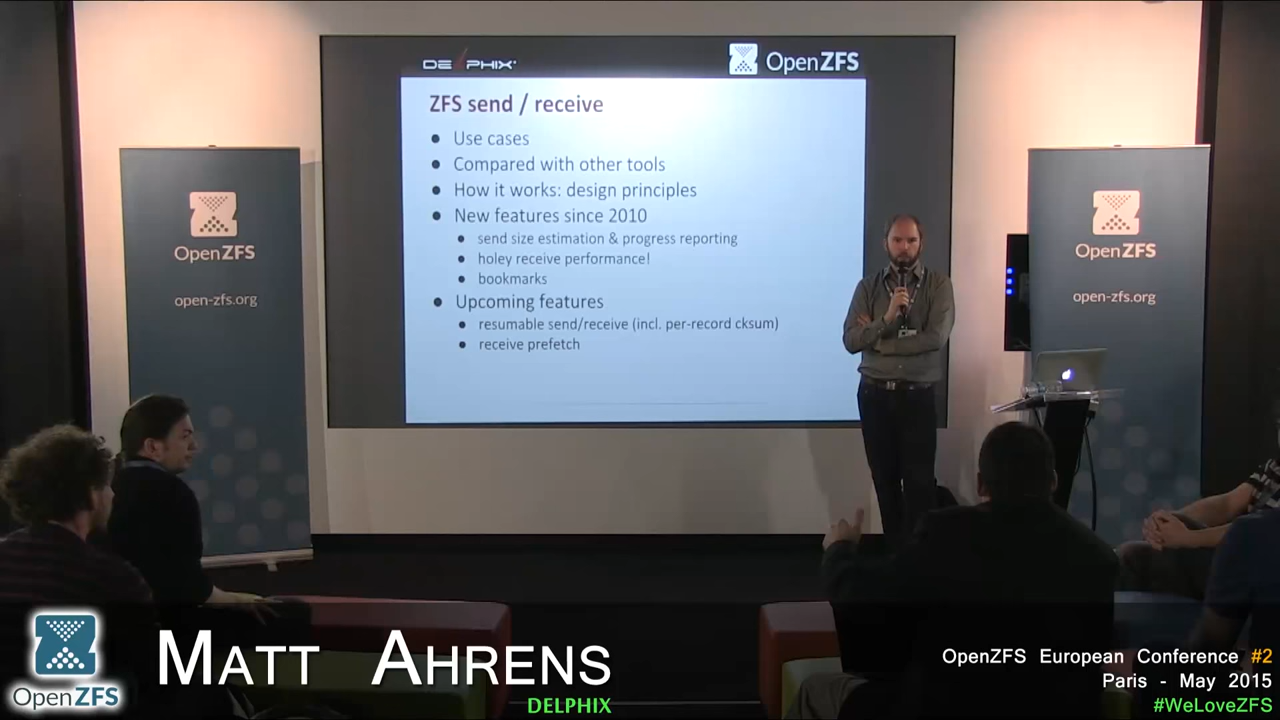 DELPHIX
OpenZFS
ZFS send / receive
● Use cases
● Compared with other tools
● How it works: design principles
● New features since 2010
● send size estimation & progress reporting
● holey receive performance!
● bookmarks
● Upcoming features
● resumable send/receive (incl. per-record cksum)
● receive prefetch
OpenZFS
open-zfs.org
OpenZFS
open-zfs.org
OpenZFS
MATT AHRENS
DELPHIX
OpenZFS European Conference #2
Paris - May 2015
#WeLoveZFS